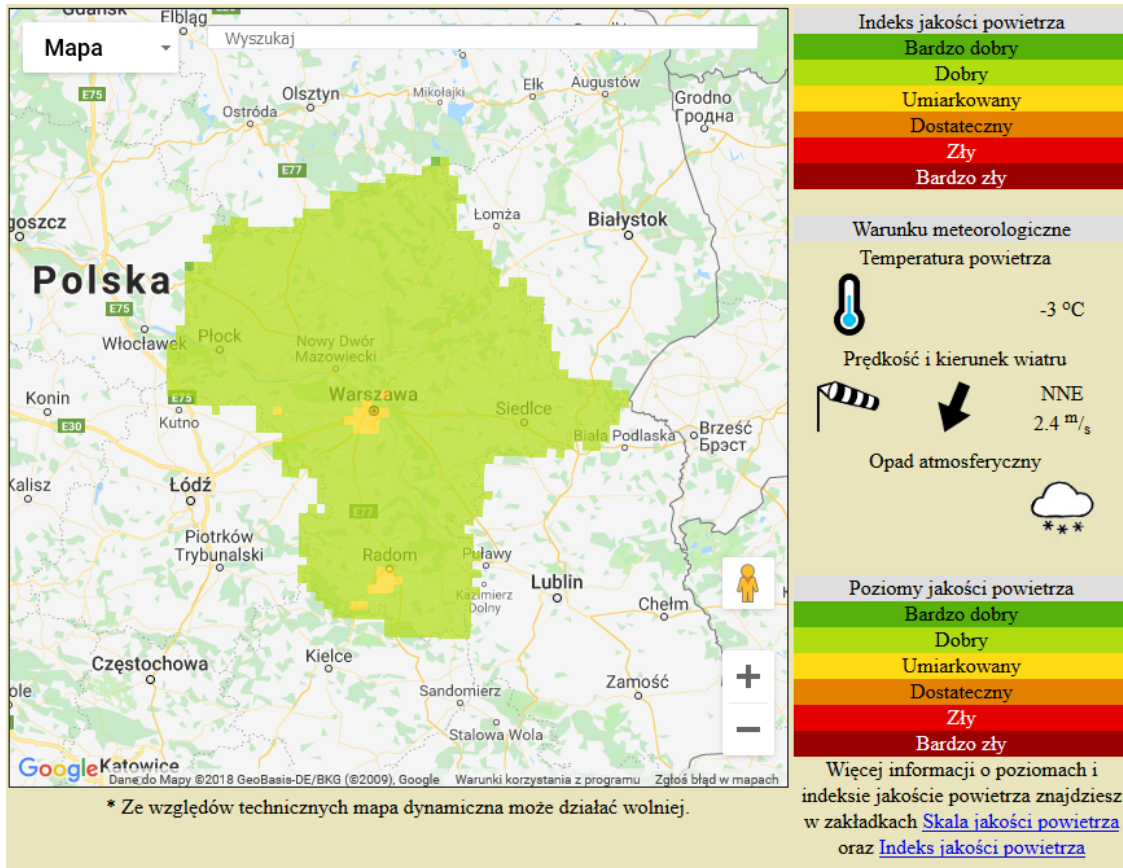 Gdańsk
Elbląg
Mapa
Wyszukaj
E75
Olsztyn
Mikołajki
Ełk
Augustów
Ostróda
Grodno
Гродна
E77
goszcz
Łomża
Białystok
Polska
E75
Włocławek
Płock
Nowy Dwór
Mazowiecki
Konin
E75
Warszawa
Siedlce
E30
Kutno
Biała Podlaska
Brześć
Брэст
Kalisz
Łódź
E77
Piotrków
Trybunalski
Radom
Puławy
Kazimierz
Dolny
Lublin
Chełm
Częstochowa
Kielce
Sandomierz
Zamość
ole
Stalowa Wola
Google
Katowice
Dane do Mapy ©2018 GeoBasis-DE/BKG (©2009), Google Warunki korzystania z programu Zgłoś błąd w mapach
* Ze względów technicznych mapa dynamiczna może działać wolniej.
Indeks jakości powietrza
Bardzo dobry
Dobry
Umiarkowany
Dostateczny
Zły
Bardzo zły
Warunku meteorologiczne
Temperatura powietrza
-3 °C
Prędkość i kierunek wiatru
NNE
2.4 m/s
Opad atmosferyczny
Poziomy jakości powietrza
Bardzo dobry
Dobry
Umiarkowany
Dostateczny
Zły
Bardzo zły
Więcej informacji o poziomach i
indeksie jakoście powietrza znajdziesz
w zakładkach Skala jakości powietrza
oraz Indeks jakości powietrza